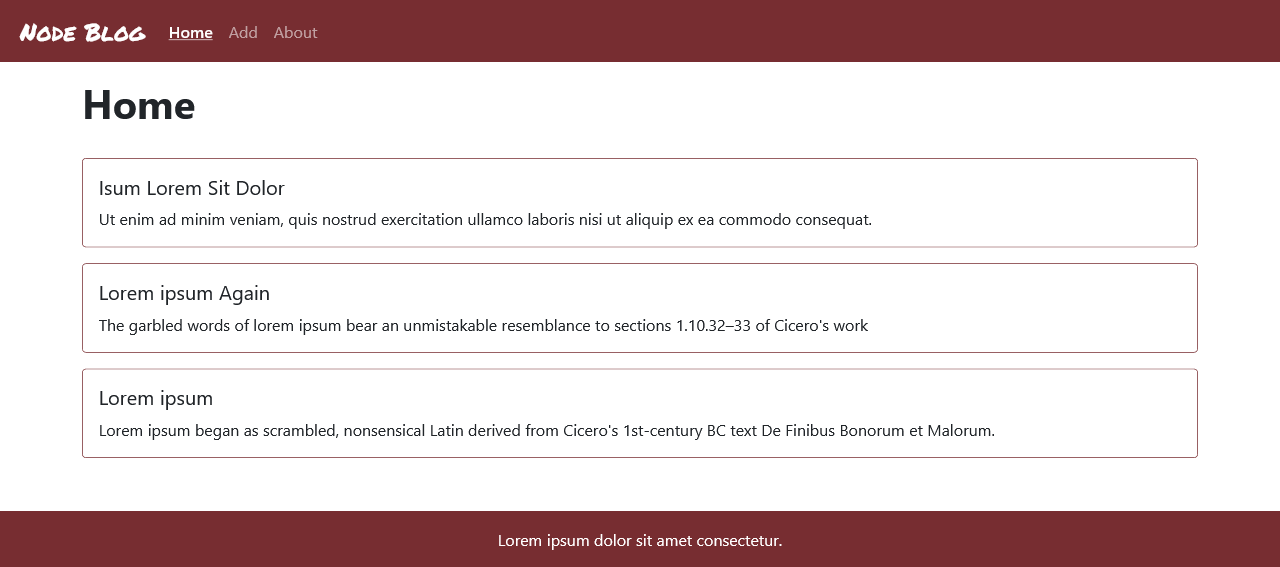 Node Blog Home Add About
Home
Isum Lorem Sit Dolor
Ut enim ad minim veniam, quis nostrud exercitation ullamco laboris nisi ut aliquip ex ea commodo consequat.
Lorem ipsum Again
The garbled words of lorem ipsum bear an unmistakable resemblance to sections 1.10.32–33 of Cicero's work
Lorem ipsum
Lorem ipsum began as scrambled, nonsensical Latin derived from Cicero's 1st-century BC text De Finibus Bonorum et Malorum.
Lorem ipsum dolor sit amet consectetur.